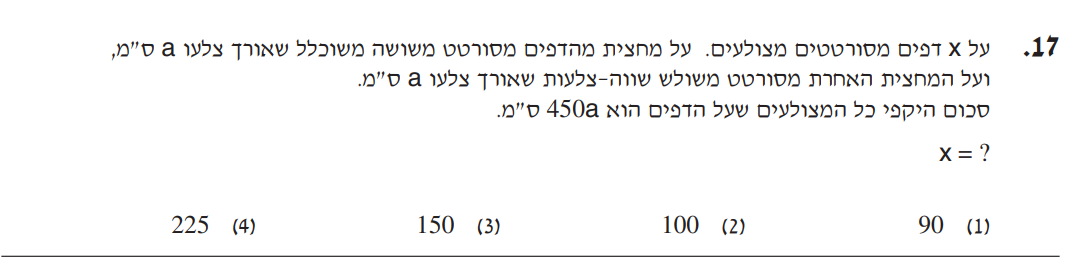 17. על x דפים מסורטטים מצולעים. על מחצית מהדפים מסורטט משושה משוכלל שאורך צלעו a ס"מ,
ועל המחצית האחרת מסורטט משולש שווה-צלעות שאורך צלעו a ס"מ.
סכום היקפי כל המצולעים שעל הדפים הוא 450a ס"מ.
x = ?
(1) 90 (2) 100 (3) 150 (4) 225